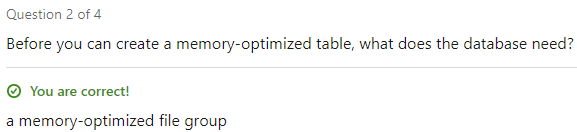 Question 2 of 4
Before you can create a memory-optimized table, what does the database need?
You are correct!
a memory-optimized file group